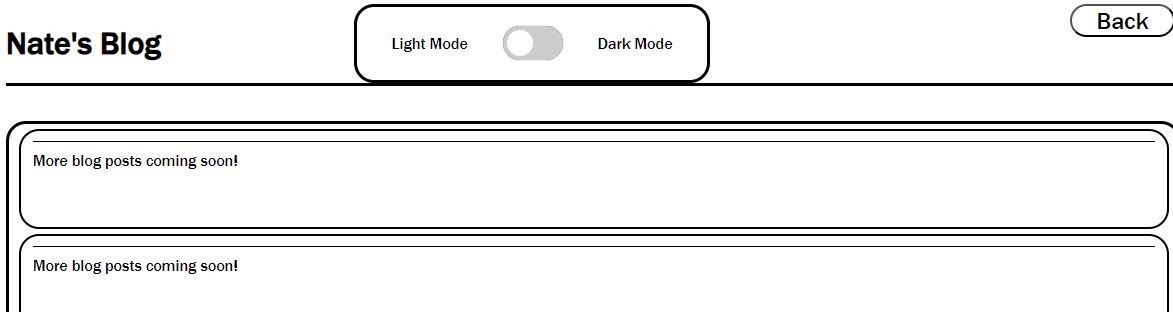 Nate's Blog
Light Mode
Dark Mode
Back
More blog posts coming soon!
More blog posts coming soon!